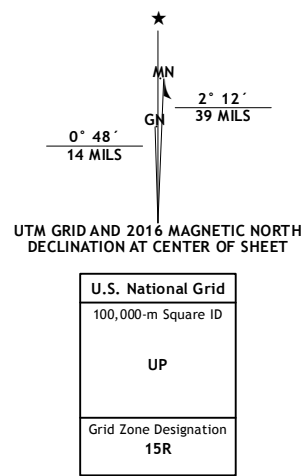 ★
MN
GN
2° 12´
39 MILS
0° 48´
14 MILS
UTM GRID AND 2016 MAGNETIC NORTH
DECLINATION AT CENTER OF SHEET
U.S. National Grid
100,000-m Square ID
UP
Grid Zone Designation
15R